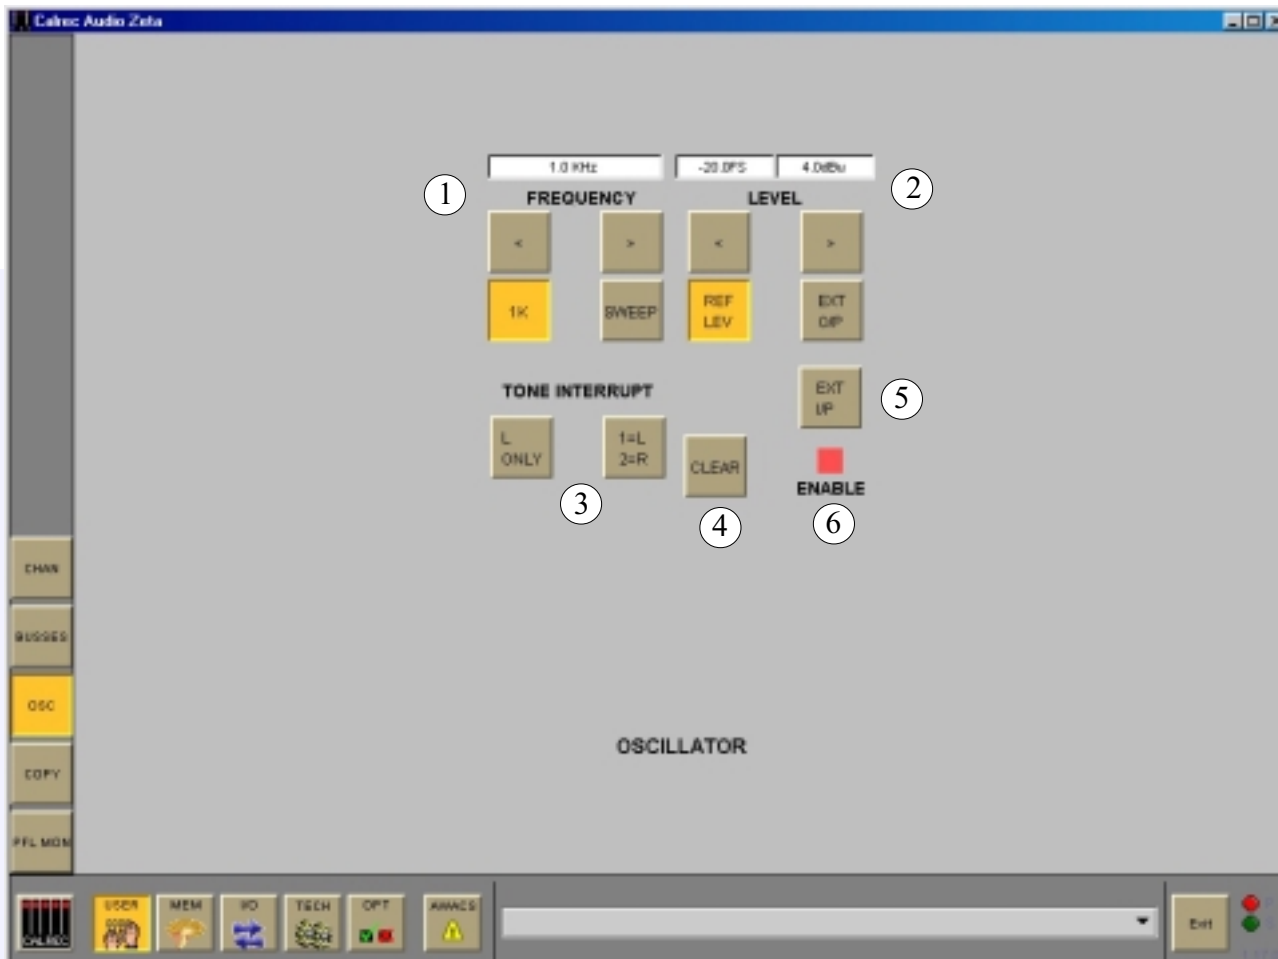 Calrec Audio Zeta
1.0 KHz
-20.0FS
4.0dBu
1
FREQUENCY
LEVEL
2
<
>
<
>
1K
SWEEP
REF
LEV
EXT
O/P
TONE INTERRUPT
EXT
I/P
5
L
ONLY
1=L
2=R
CLEAR
ENABLE
3
4
6
CHAN
BUSSES
OSC
COPY
PFL MON
OSCILLATOR
CALREC
USER
MEM
I/O
TECH
OPT
AWACS
Exit